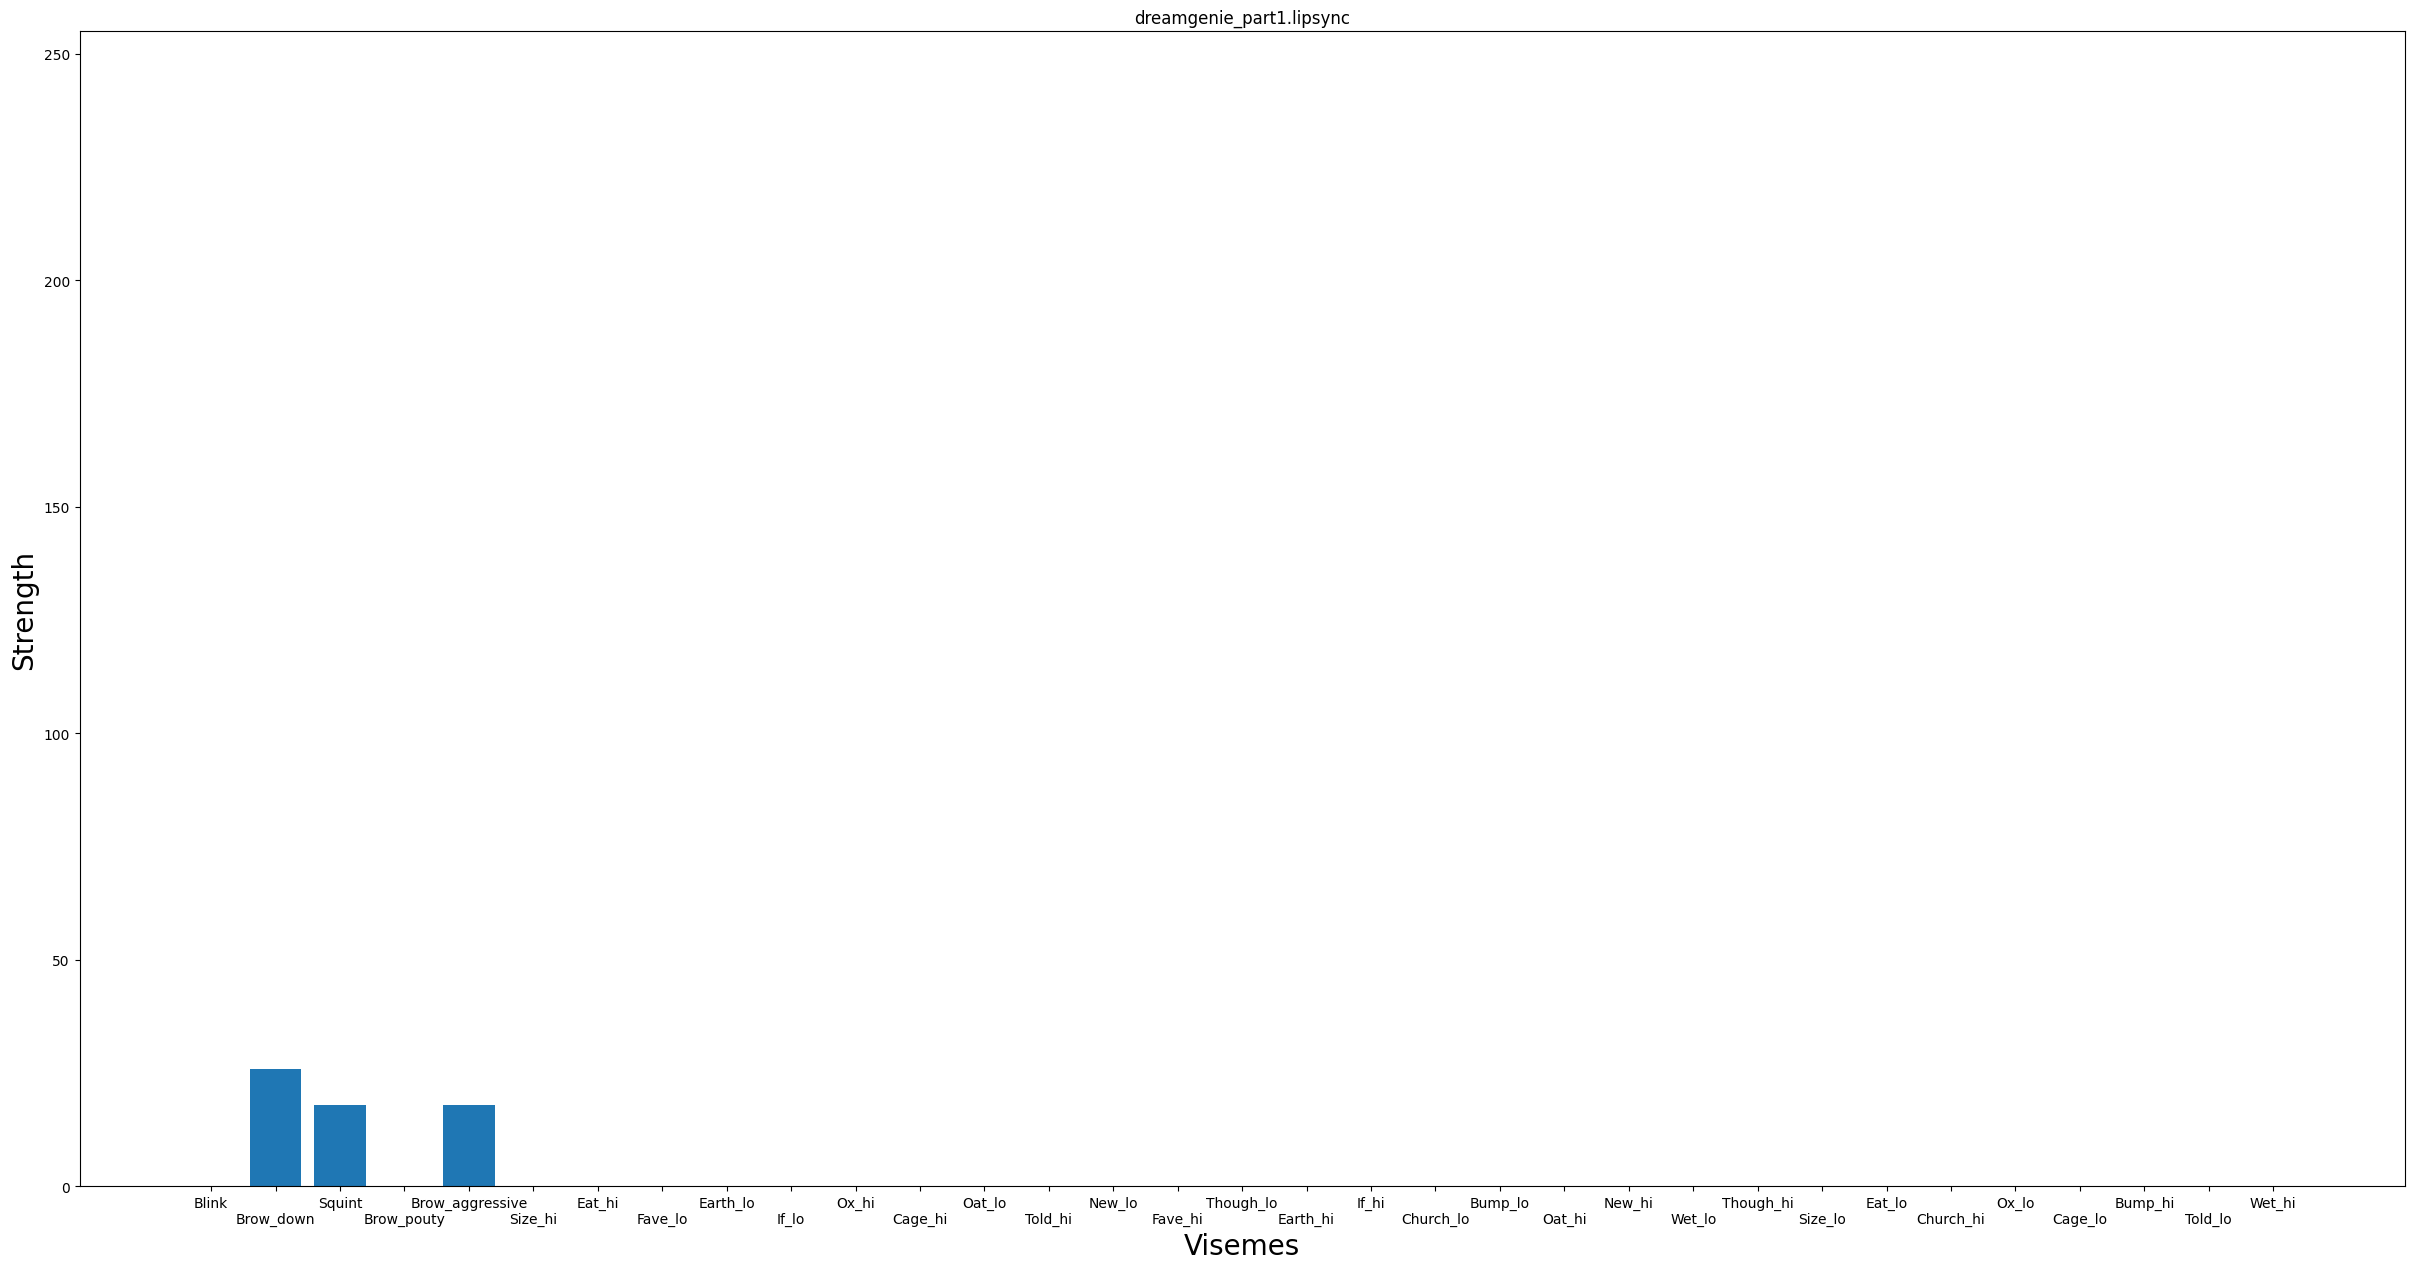 dreamgenie_part1.lipsync
250
200
150
100
50
0
Strength
Blink Squint Brow_aggressive Eat_hi Earth_lo Ox_hi Oat_lo New_lo Though_lo If_hi Bump_lo New_hi Though_hi Eat_lo Ox_lo Bump_hi Wet_hi
Brow_down Brow_pouty Size_hi Fave_lo If_lo Cage_hi Told_hi Fave_hi Earth_hi Church_lo Oat_hi Wet_lo Size_lo Church_hi Cage_lo Told_lo
Visemes